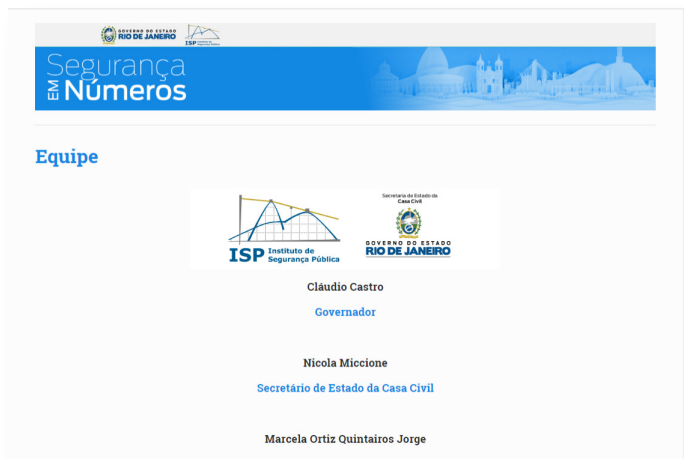 GOVERNO DO ESTADO
RIO DE JANEIRO
ISP
Segurança
EM Números
Equipe
ISP Instituto de
Segurança Pública
Secretaria de Estado da
Casa Civil
GOVERNO DO ESTADO
RIO DE JANEIRO
Cláudio Castro
Governador
Nicola Miccione
Secretário de Estado da Casa Civil
Marcela Ortiz Quintairos Jorge